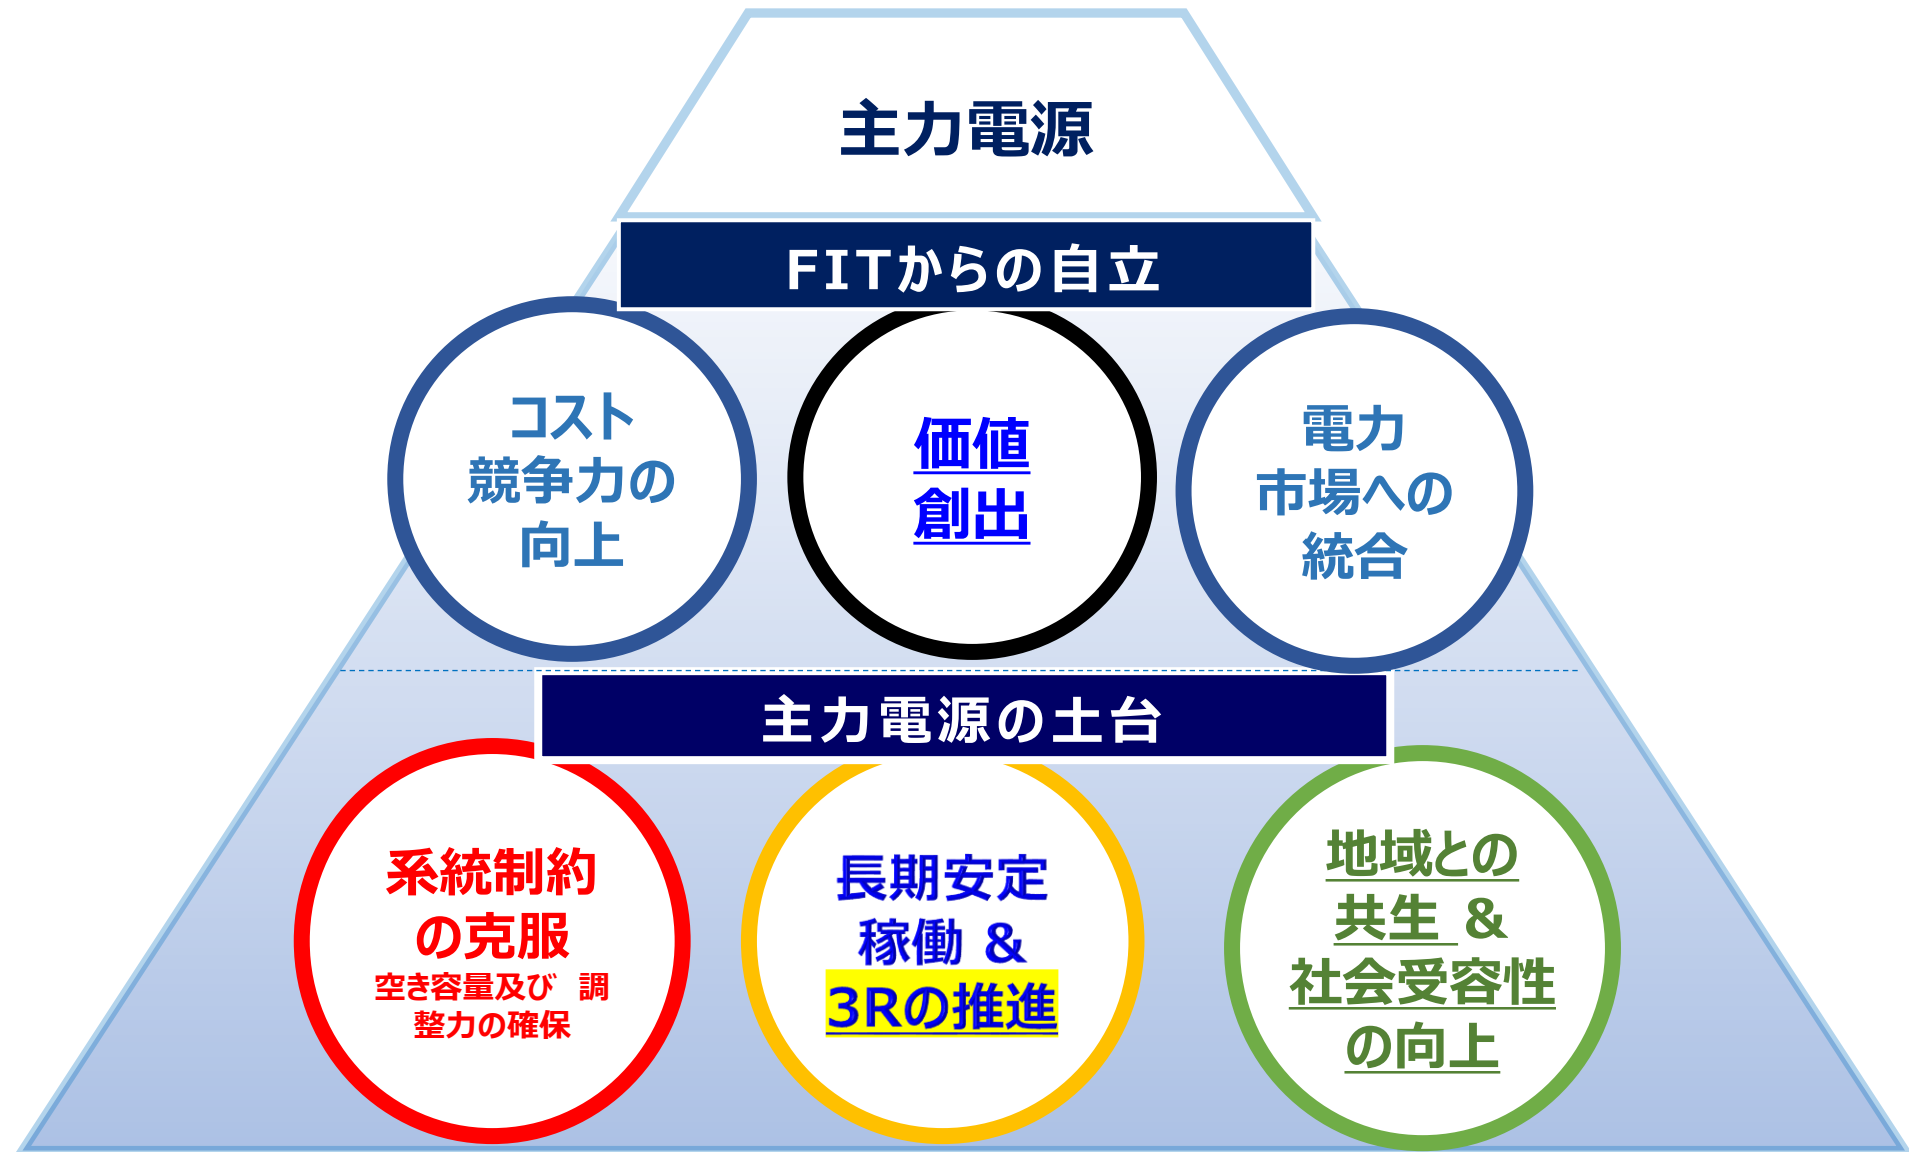 主力電源
FITからの自立
コスト
競争力の
向上
価値
創出
電力
市場への
統合
主力電源の土台
系統制約
の克服
空き容量及び　調
整力の確保
長期安定
稼働 &
3Rの推進
地域との
共生 &
社会受容性
の向上